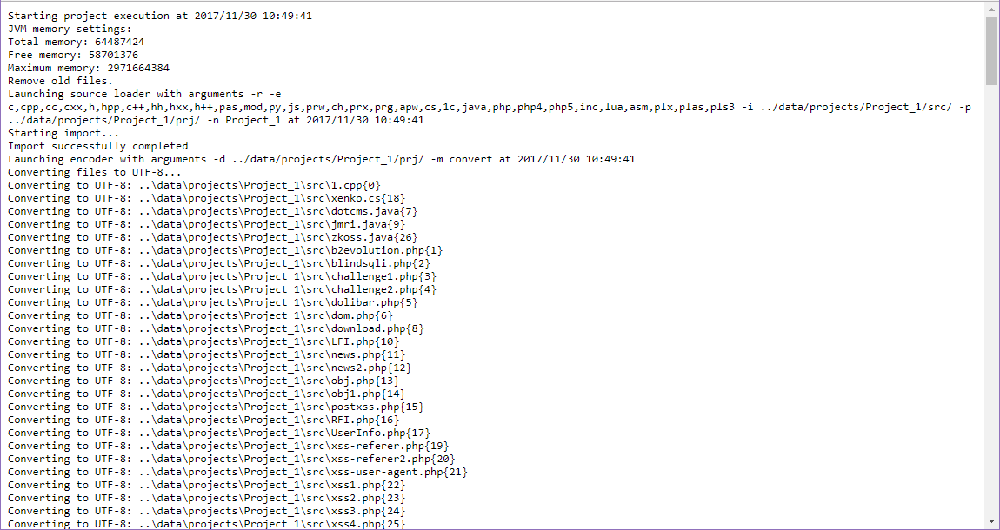 Starting project execution at 2017/11/30 10:49:41
JVM memory settings:
Total memory: 64487424
Free memory: 58701376
Maximum memory: 2971664384
Remove old files.
Launching source loader with arguments -r -e
c,cpp,cc,cxx,h,hpp,c++,hh,hxx,h++,pas,mod,py,js,prw,ch,prx,prg,apw,cs,1c,java,php,php4,php5,inc,lua,asm,plx,plas,pls3 -i ../data/projects/Project_1/src/ -p
../data/projects/Project_1/prj/ -n Project_1 at 2017/11/30 10:49:41
Starting import...
Import successfully completed
Launching encoder with arguments -d ../data/projects/Project_1/prj/ -m convert at 2017/11/30 10:49:41
Converting files to UTF-8...
Converting to UTF-8: ..\data\projects\Project_1\src\1.cpp{0}
Converting to UTF-8: ..\data\projects\Project_1\src\xenko.cs{18}
Converting to UTF-8: ..\data\projects\Project_1\src\dotcms.java{7}
Converting to UTF-8: ..\data\projects\Project_1\src\jmri.java{9}
Converting to UTF-8: ..\data\projects\Project_1\src\zkoss.java{26}
Converting to UTF-8: ..\data\projects\Project_1\src\b2evolution.php{1}
Converting to UTF-8: ..\data\projects\Project_1\src\blindsqli.php{2}
Converting to UTF-8: ..\data\projects\Project_1\src\challenge1.php{3}
Converting to UTF-8: ..\data\projects\Project_1\src\challenge2.php{4}
Converting to UTF-8: ..\data\projects\Project_1\src\dolibar.php{5}
Converting to UTF-8: ..\data\projects\Project_1\src\dom.php{6}
Converting to UTF-8: ..\data\projects\Project_1\src\download.php{8}
Converting to UTF-8: ..\data\projects\Project_1\src\LFI.php{10}
Converting to UTF-8: ..\data\projects\Project_1\src\news.php{11}
Converting to UTF-8: ..\data\projects\Project_1\src\news2.php{12}
Converting to UTF-8: ..\data\projects\Project_1\src\obj.php{13}
Converting to UTF-8: ..\data\projects\Project_1\src\obj1.php{14}
Converting to UTF-8: ..\data\projects\Project_1\src\postxss.php{15}
Converting to UTF-8: ..\data\projects\Project_1\src\RFI.php{16}
Converting to UTF-8: ..\data\projects\Project_1\src\UserInfo.php{17}
Converting to UTF-8: ..\data\projects\Project_1\src\xss-referer.php{19}
Converting to UTF-8: ..\data\projects\Project_1\src\xss-referer2.php{20}
Converting to UTF-8: ..\data\projects\Project_1\src\xss-user-agent.php{21}
Converting to UTF-8: ..\data\projects\Project_1\src\xss1.php{22}
Converting to UTF-8: ..\data\projects\Project_1\src\xss2.php{23}
Converting to UTF-8: ..\data\projects\Project_1\src\xss3.php{24}
Converting to UTF-8: ..\data\projects\Project_1\src\xss4.php{25}